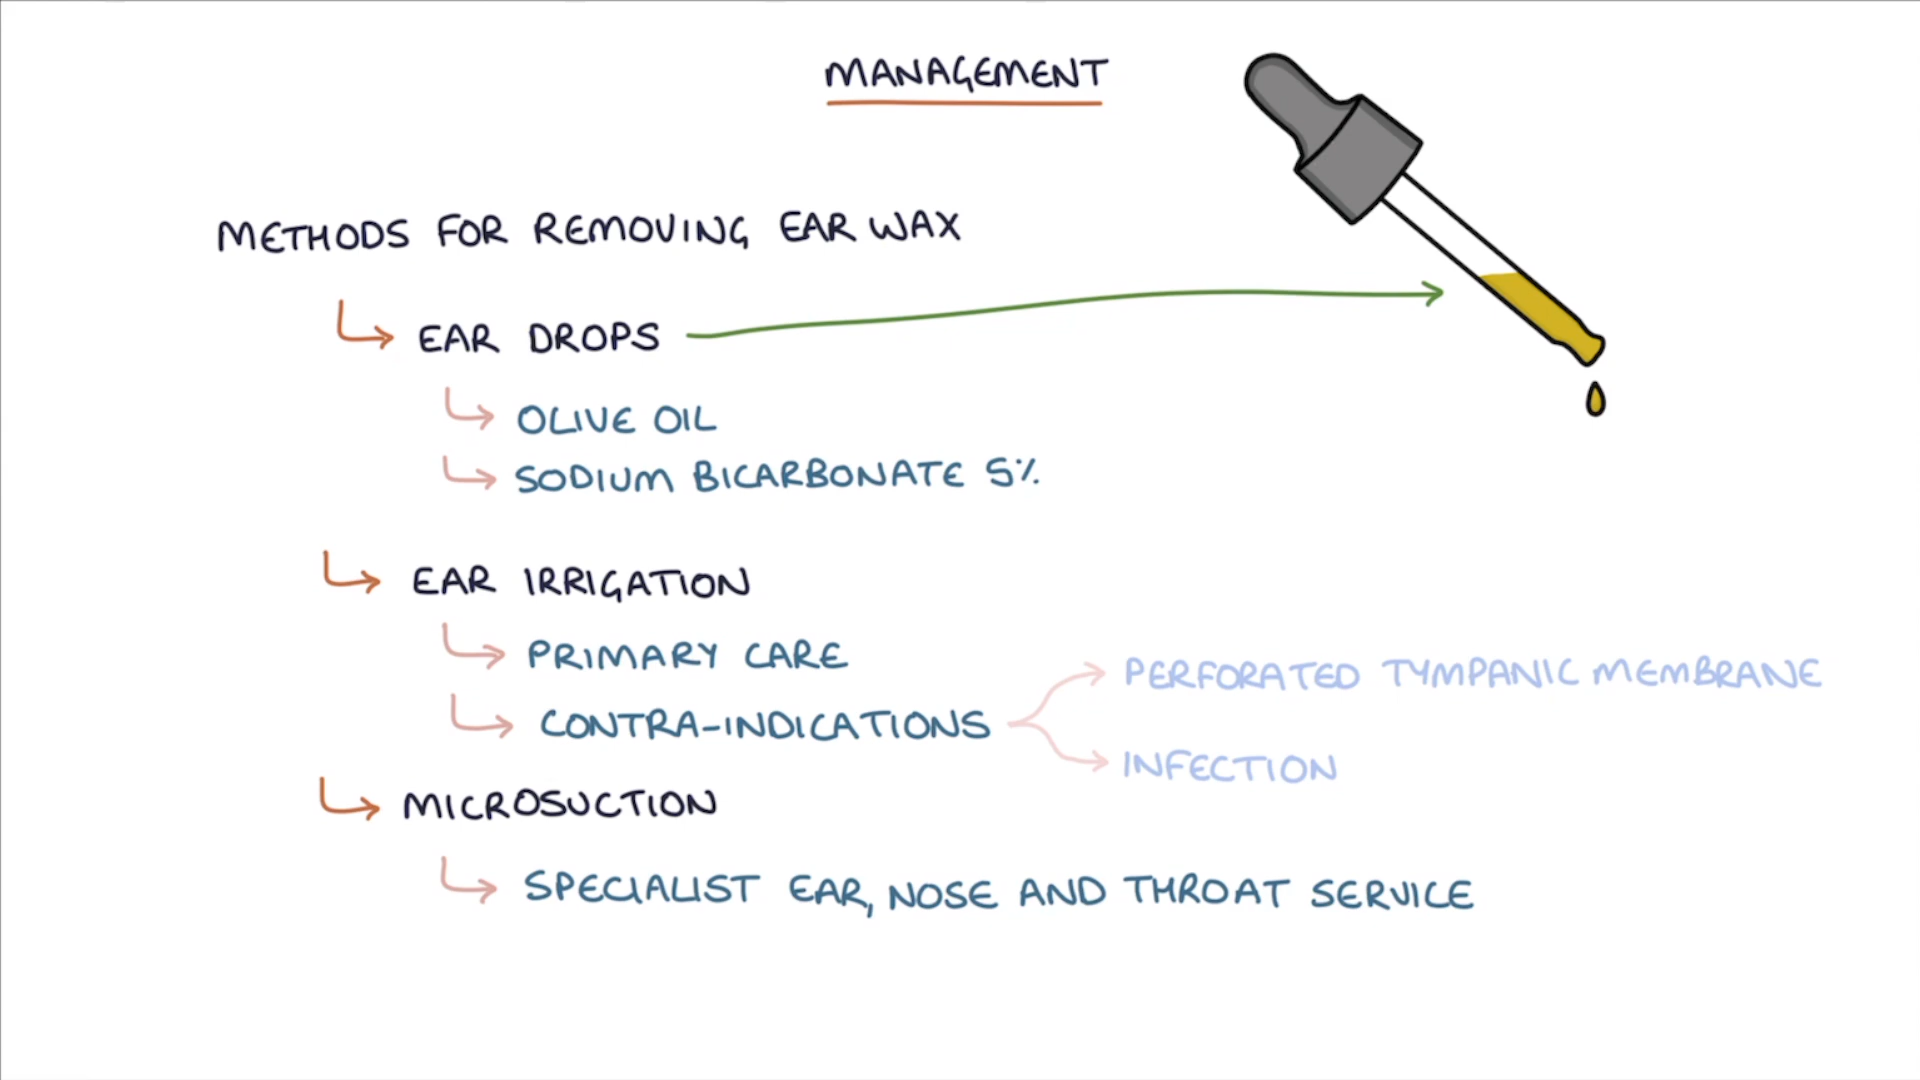 MANAGEMENT
METHODS FOR REMOVING EAR WAX
EAR DROPS
OLIVE OIL
SODIUM BICARBONATE 5%
EAR IRRIGATION
PRIMARY CARE
CONTRA-INDICATIONS
PERFORATED TYMPANIC MEMBRANE
INFECTION
MICROSUCTION
SPECIALIST EAR, NOSE AND THROAT SERVICE